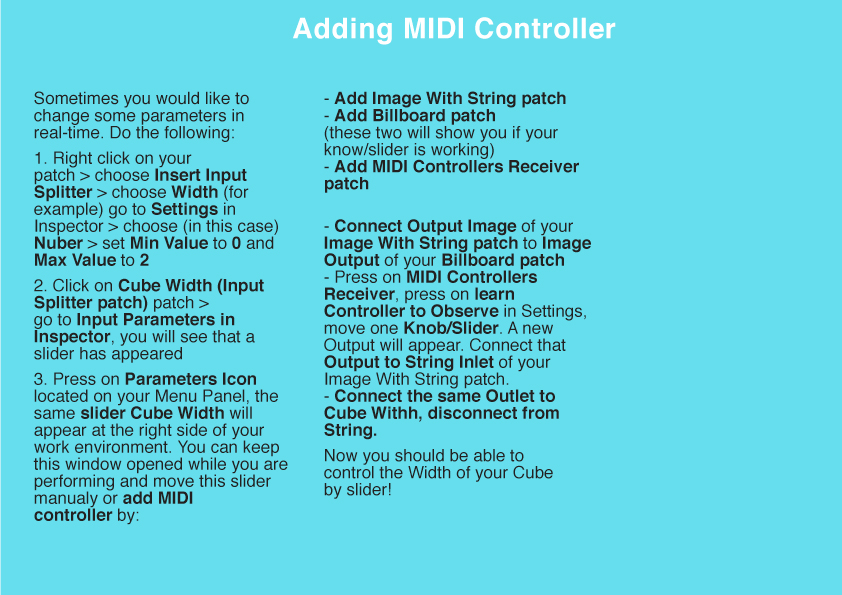 Adding MIDI Controller
Sometimes you would like to
change some parameters in
real-time. Do the following:
1. Right click on your
patch > choose Insert Input
Splitter > choose Width (for
example) go to Settings in
Inspector > choose (in this case)
Nuber > set Min Value to 0 and
Max Value to 2
2. Click on Cube Width (Input
Splitter patch) patch >
go to Input Parameters in
Inspector, you will see that a
slider has appeared
3. Press on Parameters Icon
located on your Menu Panel, the
same slider Cube Width will
appear at the right side of your
work environment. You can keep
this window opened while you are
performing and move this slider
manualy or add MIDI
controller by:
- Add Image With String patch
- Add Billboard patch
(these two will show you if your
know/slider is working)
- Add MIDI Controllers Receiver
patch
- Connect Output Image of your
Image With String patch to Image
Output of your Billboard patch
- Press on MIDI Controllers
Receiver, press on learn
Controller to Observe in Settings,
move one Knob/Slider. A new
Output will appear. Connect that
Output to String Inlet of your
Image With String patch.
- Connect the same Outlet to
Cube Withh, disconnect from
String.
Now you should be able to
control the Width of your Cube
by slider!